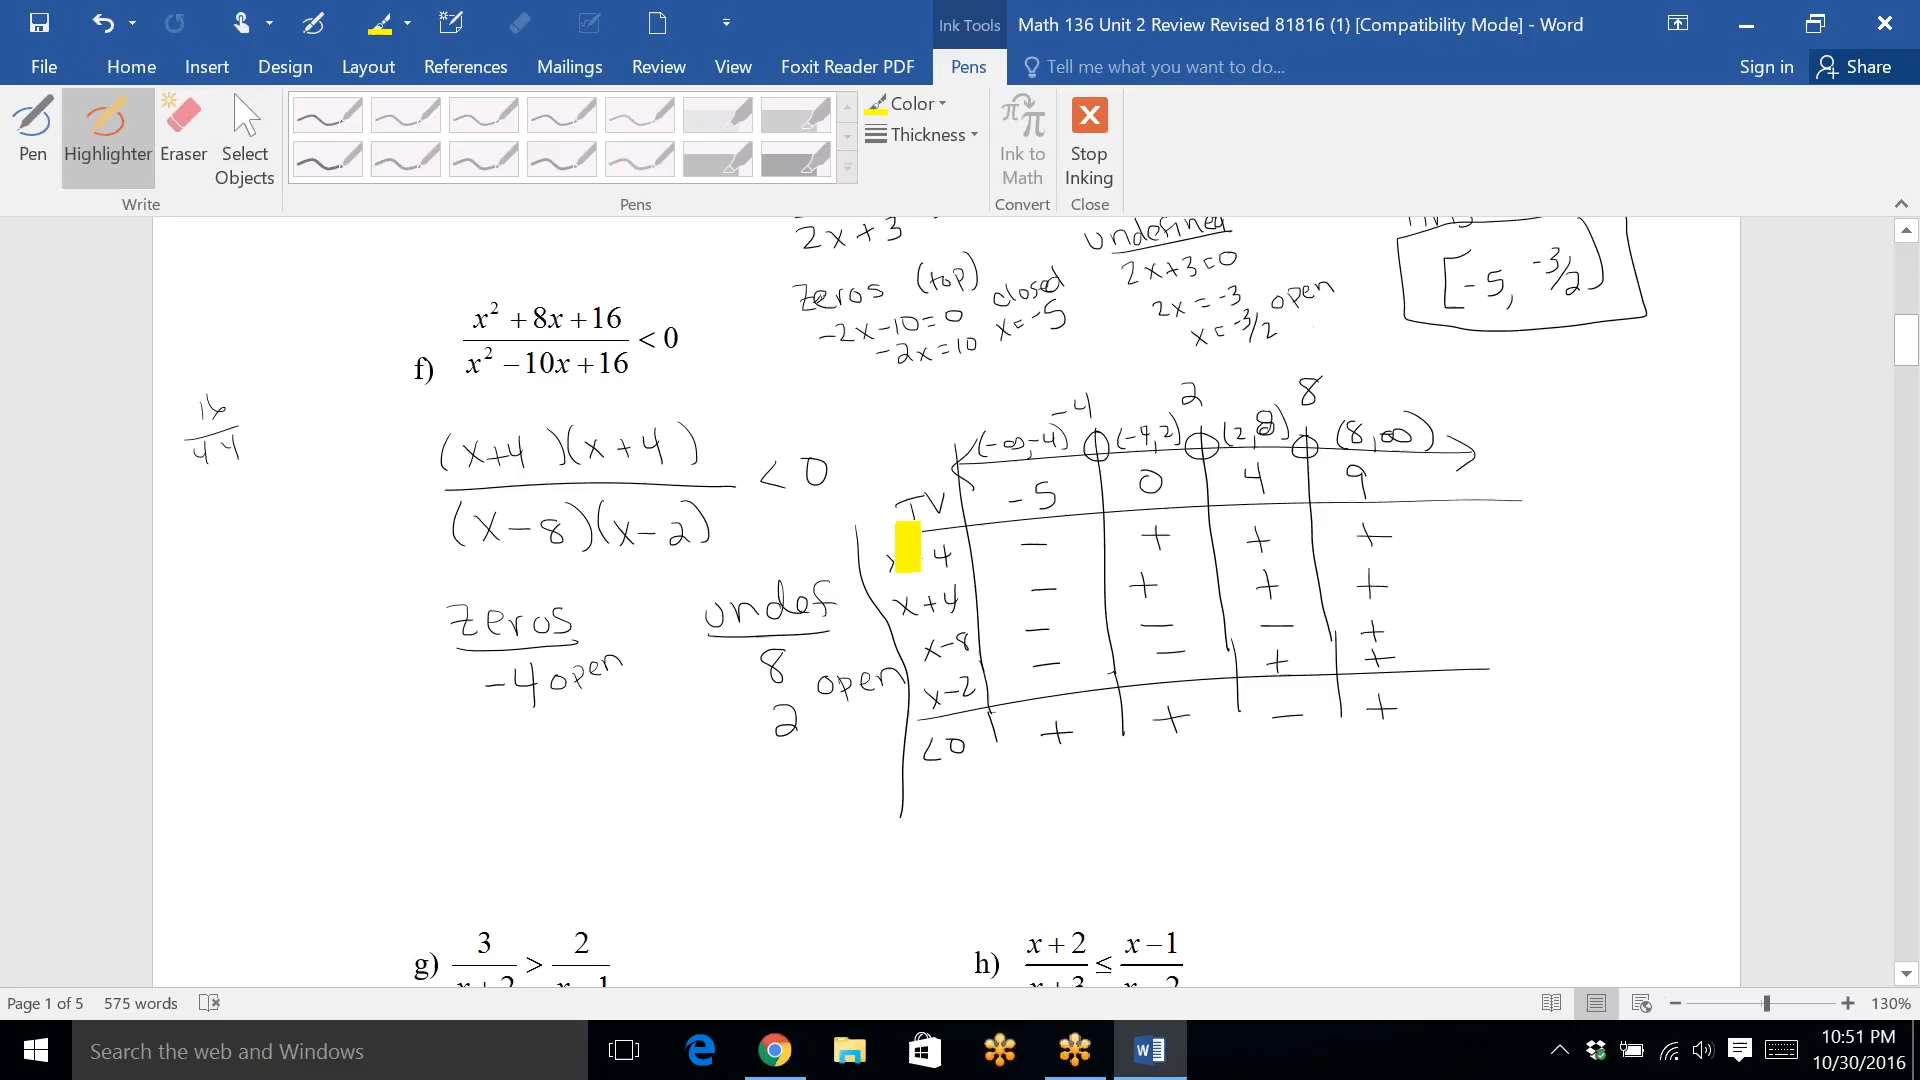 Ink Tools
Math 136 Unit 2 Review Revised 81816 (1) [Compatibility Mode] - Word
File Home Insert Design Layout References Mailings Review View Foxit Reader PDF Pens Tell me what you want to do... Sign in Share
Pen Highlighter Eraser Select Objects
Color
Thickness
Ink to Math
Stop Inking
Write Pens Convert Close
2x+3
zeros (top)
-2x-10=0
-2x=10
closed
x=-5
undefined
2x+3=0
2x=-3
x=-3/2
open
[-5, -3/2)
f) x² + 8x + 16 / x² − 10x + 16 < 0
16
4 4
(x+4)(x+4) / (x-8)(x-2) < 0
zeros
-4 open
undef
8
2
open
-4 2 8
(-∞,-4) (-4,2) (2,8) (8,∞)
TV -5 0 4 9
4 - + + +
x+4 - + + +
x-8 - - - +
x-2 - - + +
<0 + + - +
g) 3 / x + 2 > 2 / x − 1
h) x + 2 / x + 3 ≤ x − 1 / x − 2
Page 1 of 5 575 words
130%
Search the web and Windows
10:51 PM
10/30/2016